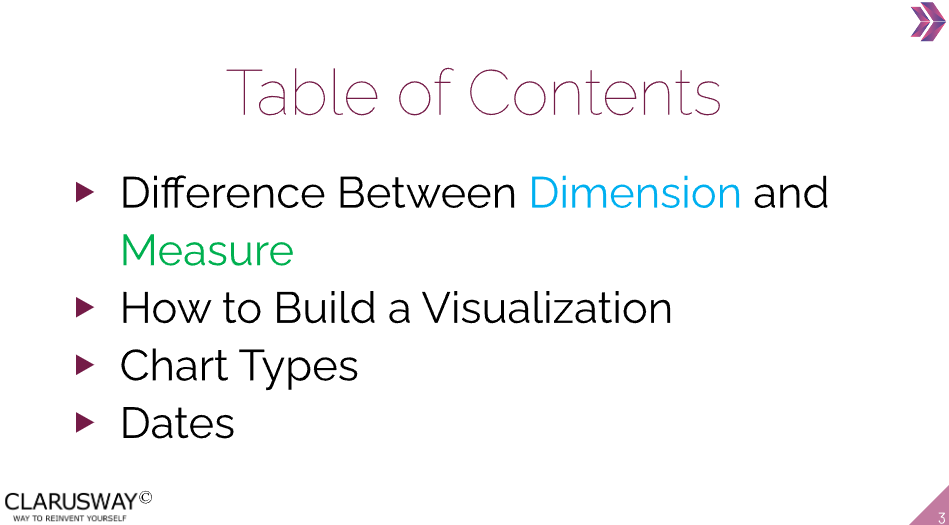 Table of Contents
Difference Between Dimension and
Measure
How to Build a Visualization
Chart Types
Dates
CLARUSWAY©
WAY TO REINVENT YOURSELF
3